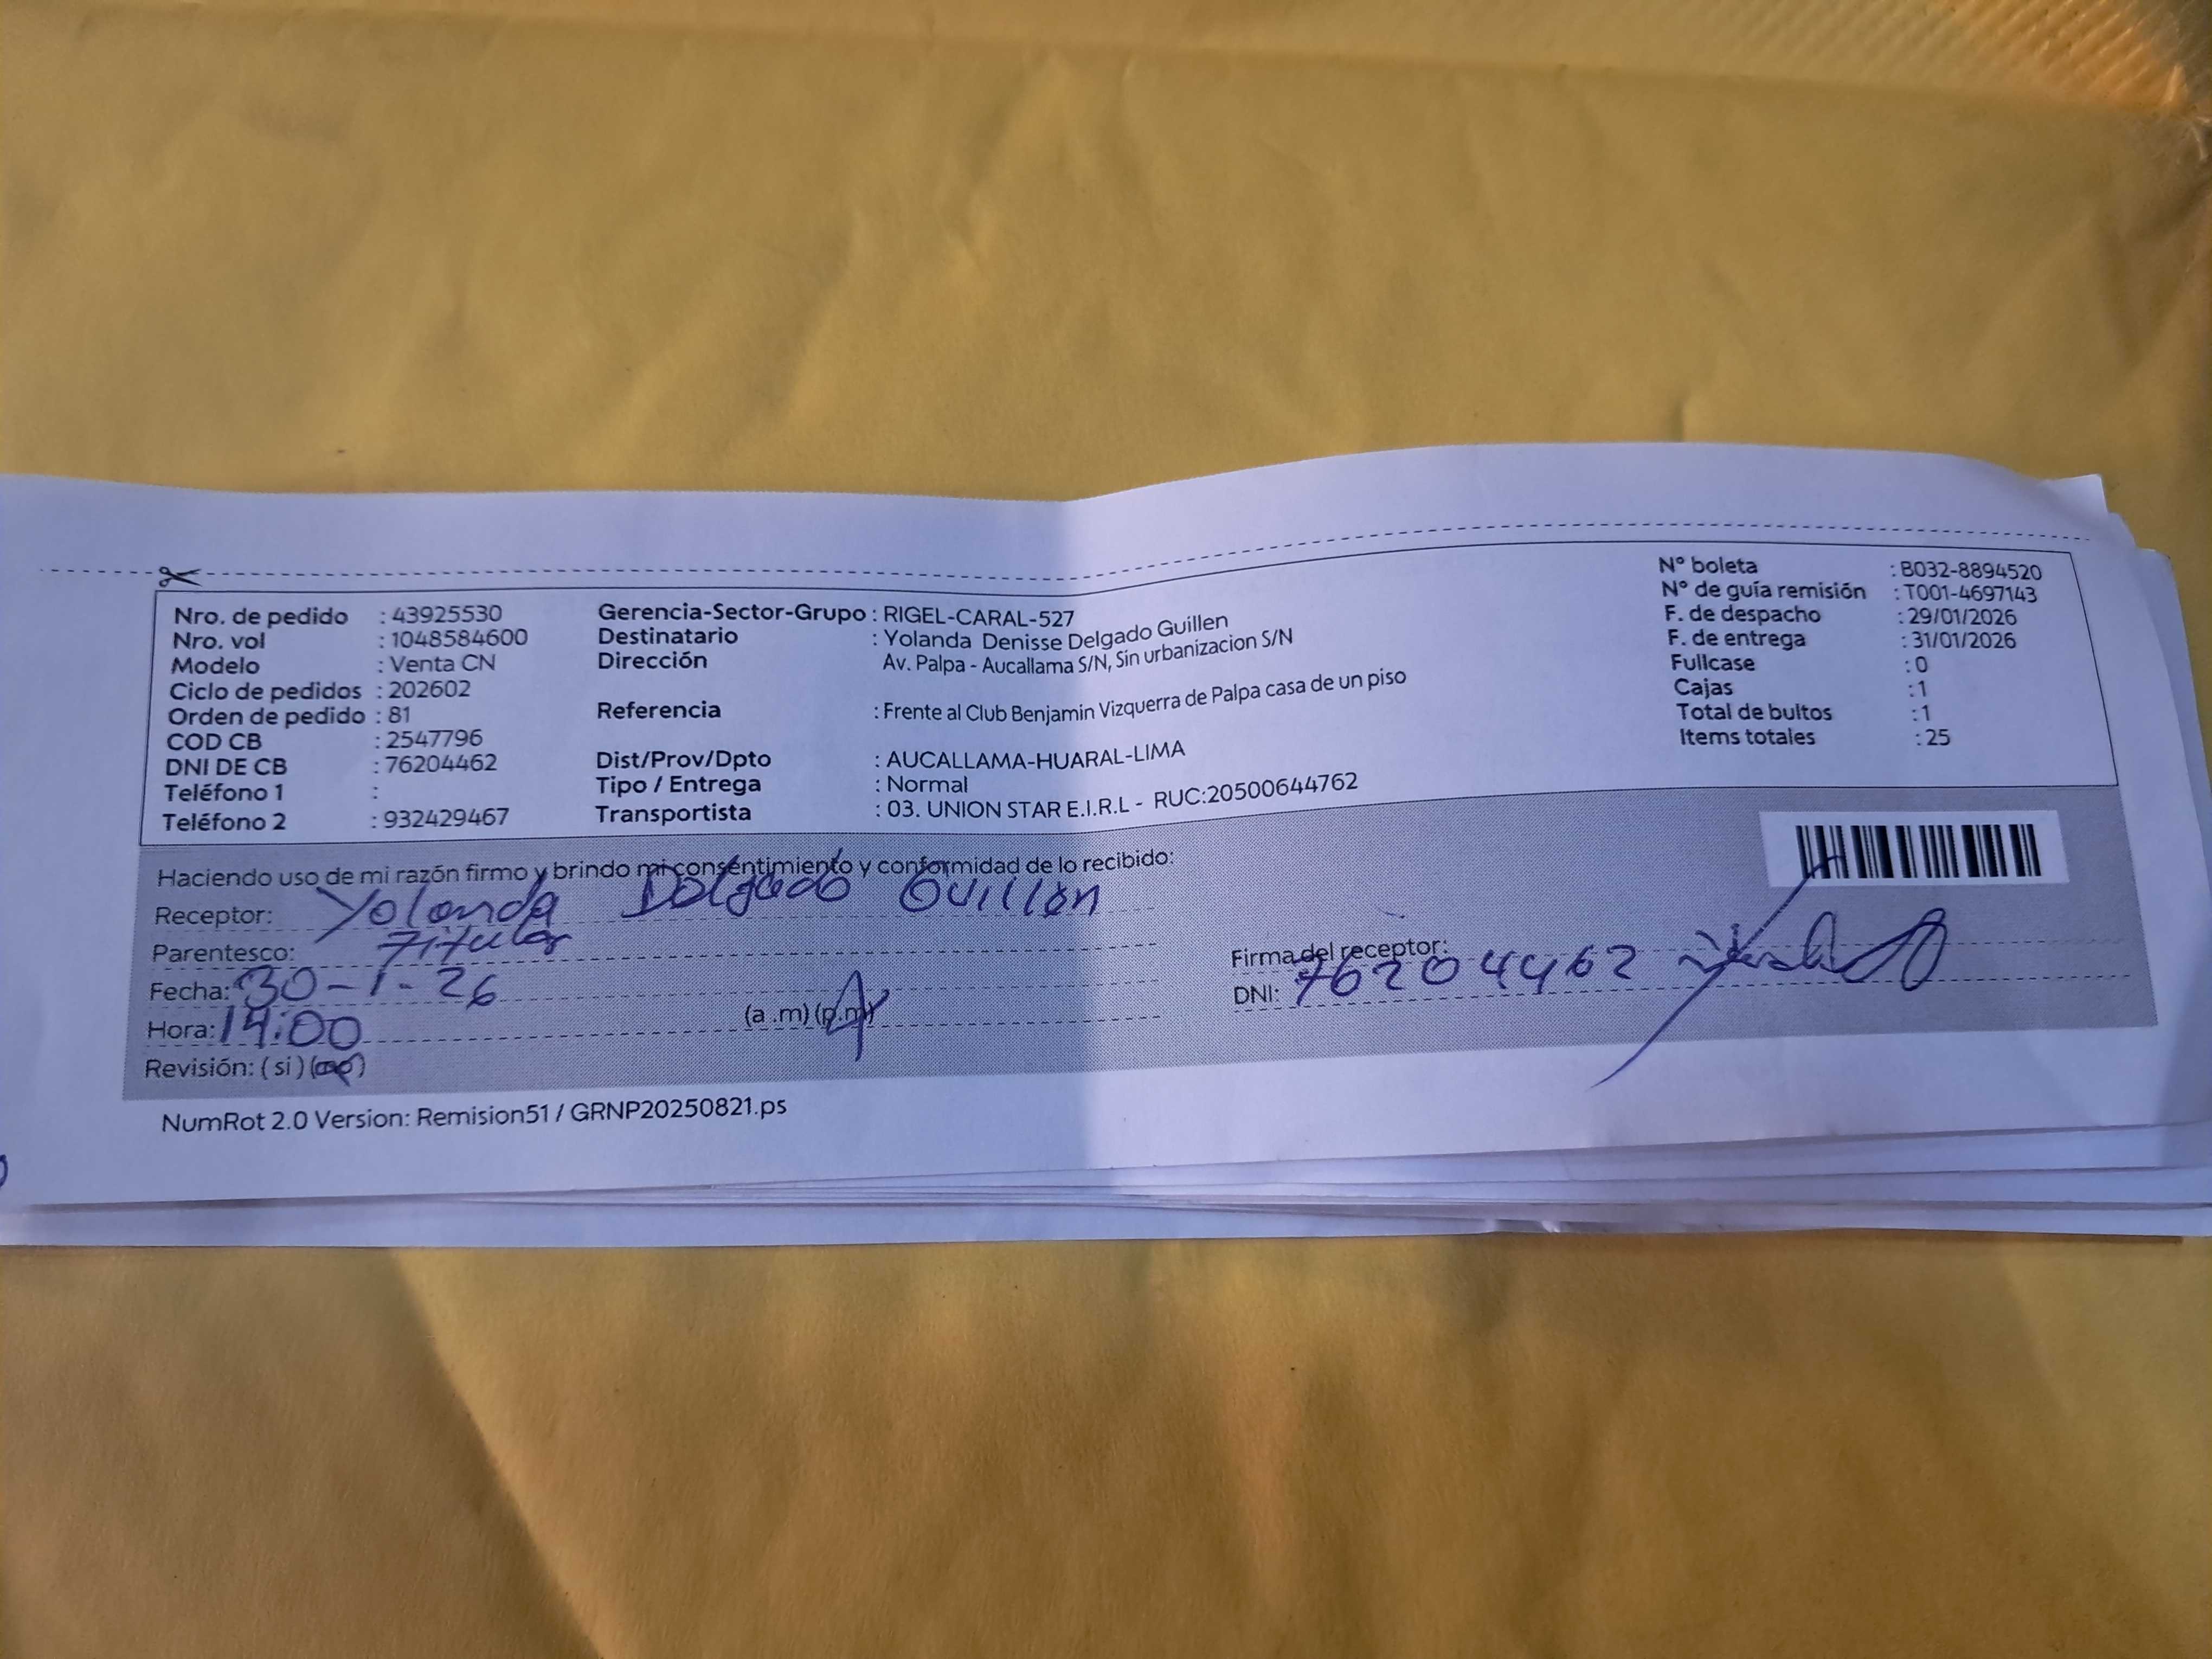 Nro. de pedido : 43925530
Nro. vol : 1048584600
Modelo : Venta CN
Ciclo de pedidos : 202602
Orden de pedido : 81
COD CB : 2547796
DNI DE CB : 76204462
Teléfono 1 :
Teléfono 2 : 932429467
Gerencia-Sector-Grupo : RIGEL-CARAL-527
Destinatario : Yolanda Denisse Delgado Guillen
Dirección Av. Palpa - Aucallama S/N, Sin urbanizacion S/N
Referencia : Frente al Club Benjamin Vizquerra de Palpa casa de un piso
Dist/Prov/Dpto : AUCALLAMA-HUARAL-LIMA
Tipo / Entrega : Normal
Transportista : 03. UNION STAR E.I.R.L - RUC:20500644762
N° boleta : B032-8894520
N° de guía remisión : T001-4697143
F. de despacho : 29/01/2026
F. de entrega : 31/01/2026
Fullcase : 0
Cajas : 1
Total de bultos : 1
Items totales : 25
Haciendo uso de mi razón firmo y brindo mi consentimiento y conformidad de lo recibido:
Receptor: Yolanda Delgado Guillen
Parentesco: Titular
Fecha: 30-1-26
Hora: 14:00 (a .m) (p.m)
Revisión: ( si ) (no)
Firma del receptor:
DNI: 76204462
NumRot 2.0 Version: Remision51 / GRNP20250821.ps